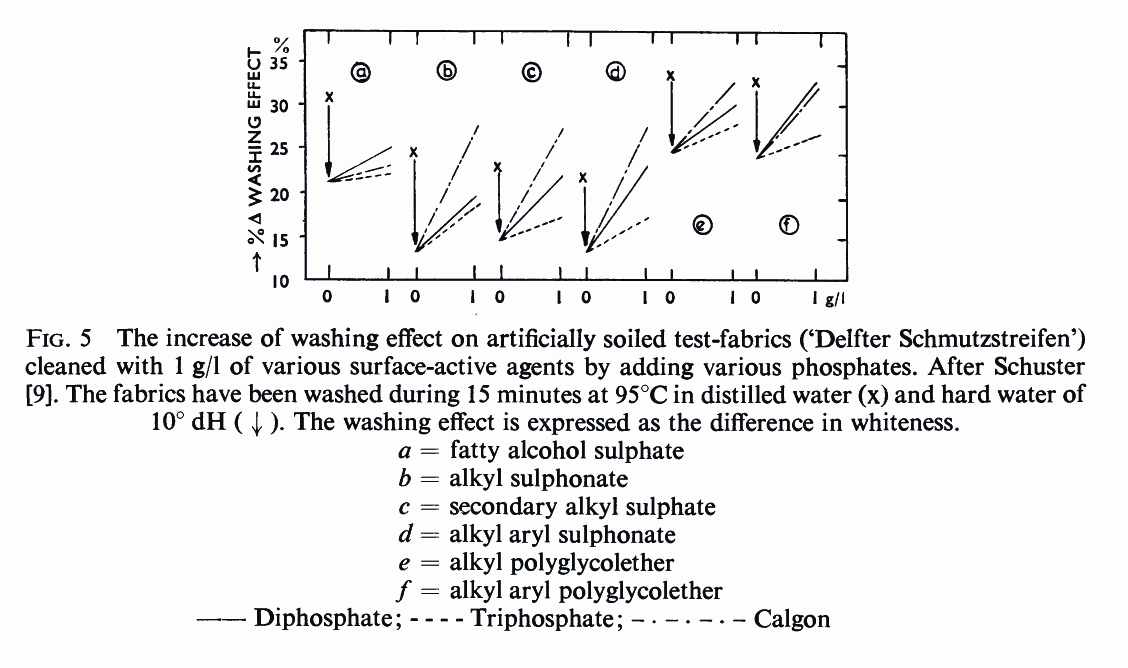 %
35
30
25
20
15
10
→ % Δ WASHING EFFECT
ⓐ ⓑ ⓒ ⓓ
x x x x x x
ⓔ ⓕ
0 1 0 1 0 1 0 1 0 1 0 1 g/l
FIG. 5 The increase of washing effect on artificially soiled test-fabrics (‘Delfter Schmutzstreifen’)
cleaned with 1 g/l of various surface-active agents by adding various phosphates. After Schuster
[9]. The fabrics have been washed during 15 minutes at 95°C in distilled water (x) and hard water of
10° dH ( ↓ ). The washing effect is expressed as the difference in whiteness.
a = fatty alcohol sulphate
b = alkyl sulphonate
c = secondary alkyl sulphate
d = alkyl aryl sulphonate
e = alkyl polyglycolether
f = alkyl aryl polyglycolether
—— Diphosphate; - - - - Triphosphate; – · – · – · – Calgon